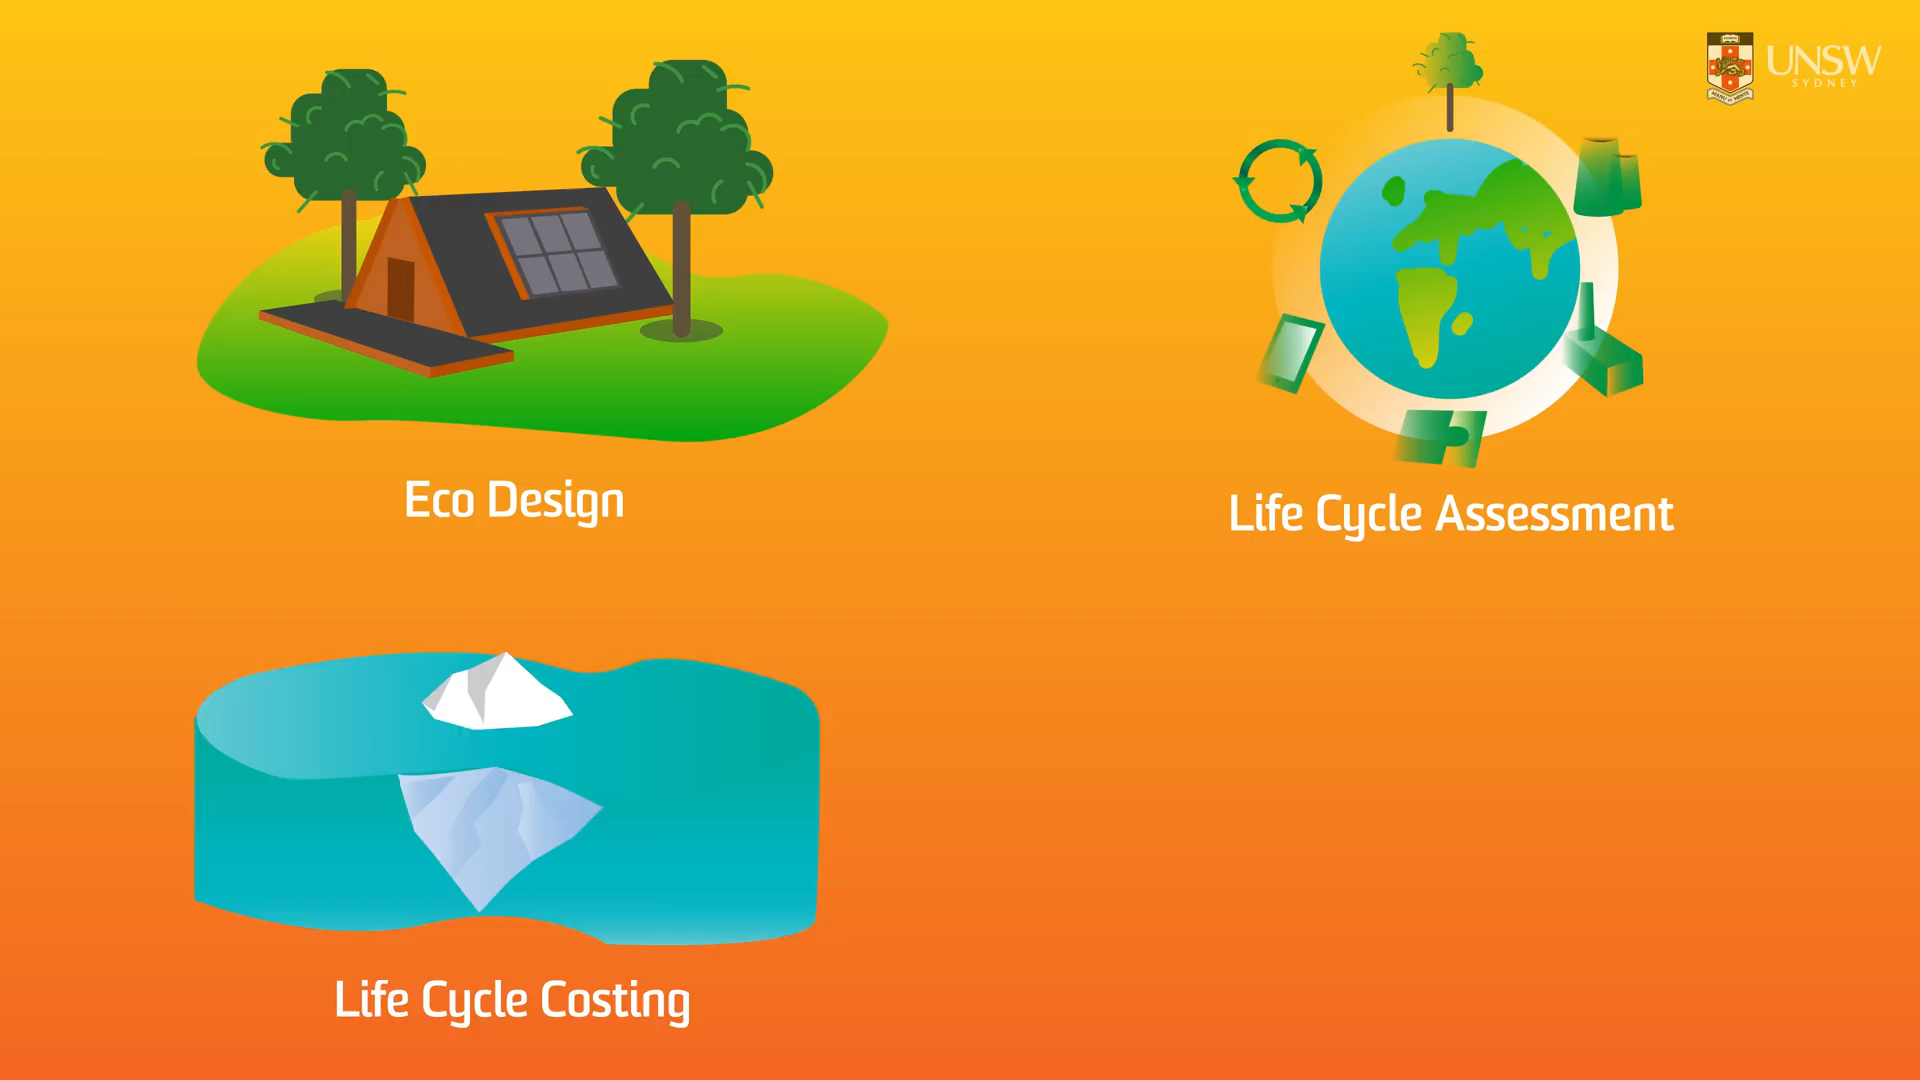 UNSW
SYDNEY
Eco Design
Life Cycle Assessment
Life Cycle Costing